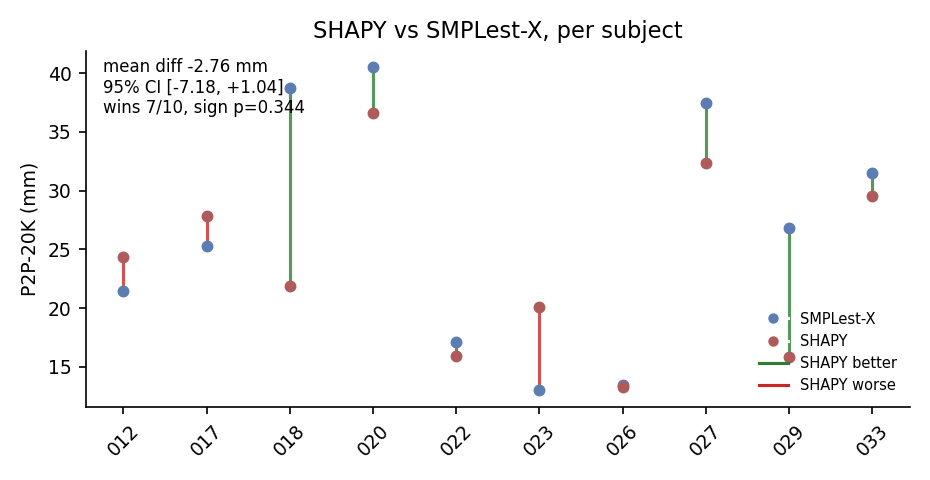 SHAPY vs SMPLest-X, per subject
mean diff -2.76 mm
95% CI [-7.18, +1.04]
wins 7/10, sign p=0.344
P2P-20K (mm)
40
35
30
25
20
15
SMPLest-X
SHAPY
SHAPY better
SHAPY worse
012 017 018 020 022 023 026 027 029 033